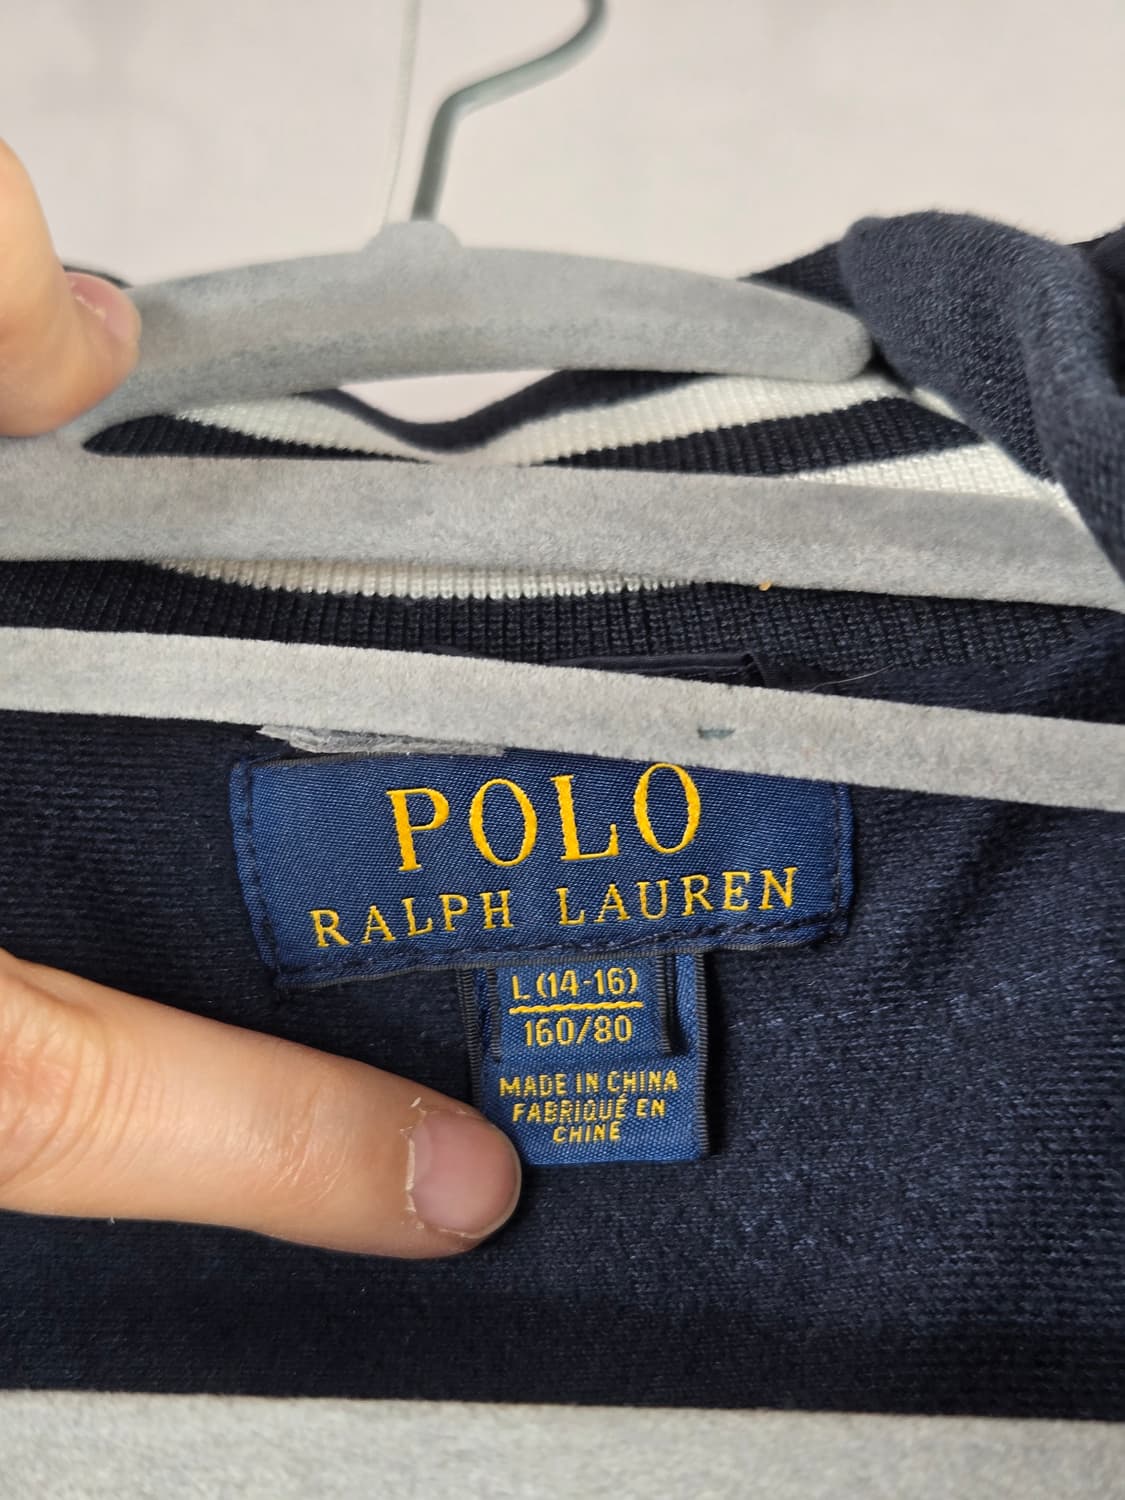 POLO
RALPH LAUREN
L (14-16)
160/80
MADE IN CHINA
FABRIQUÉ EN
CHINE